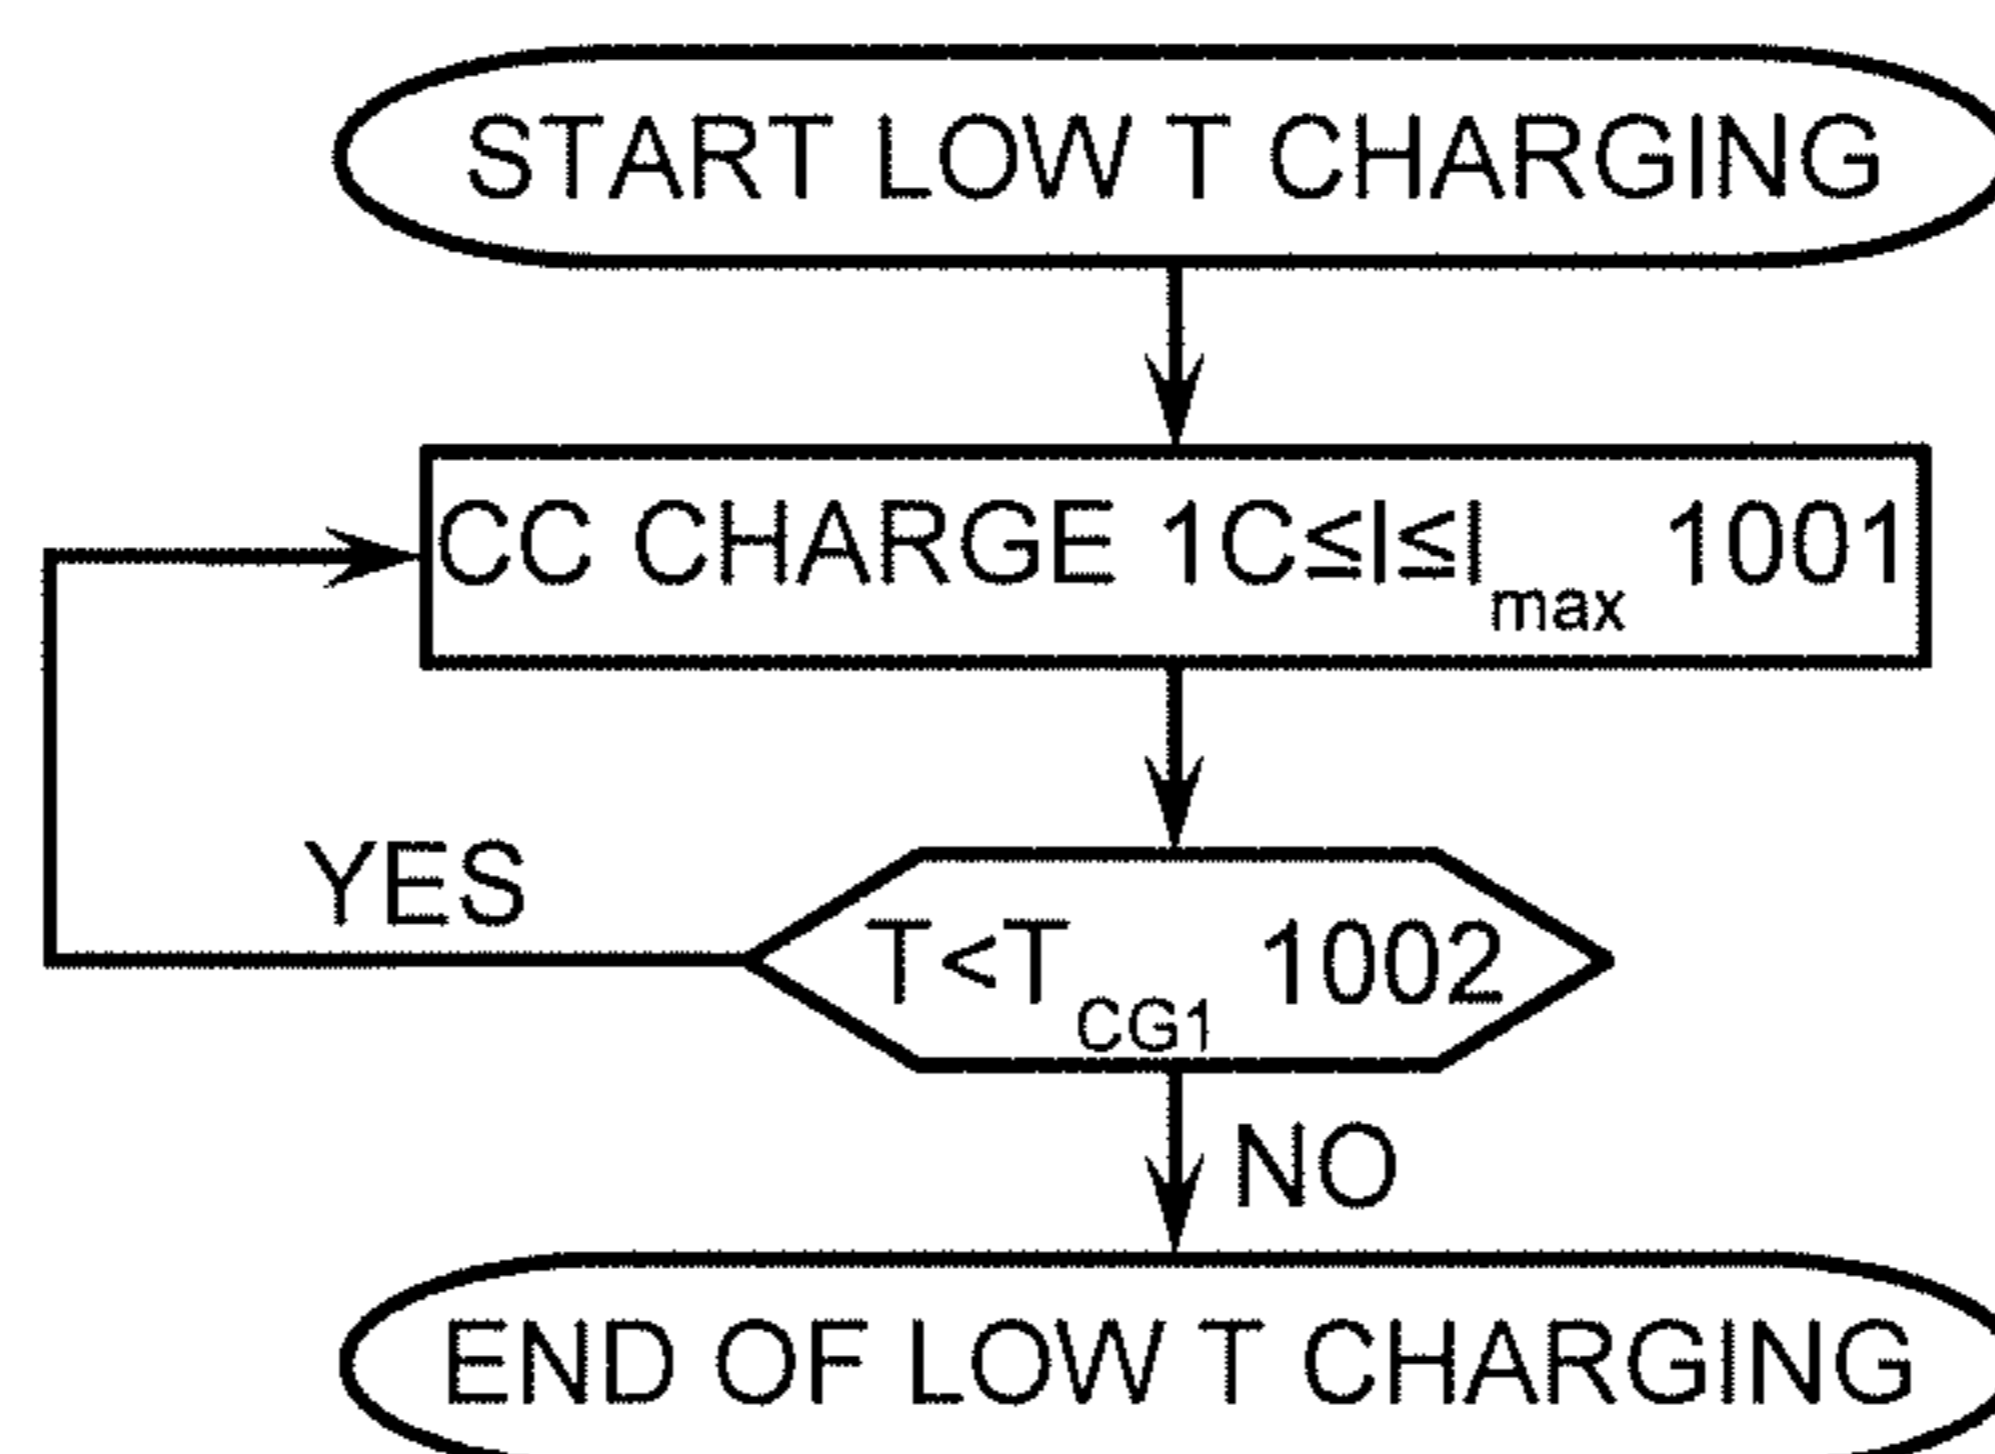 START LOW T CHARGING
CC CHARGE 1C≤I≤Imax 1001
YES
T<TCG1 1002
NO
END OF LOW T CHARGING